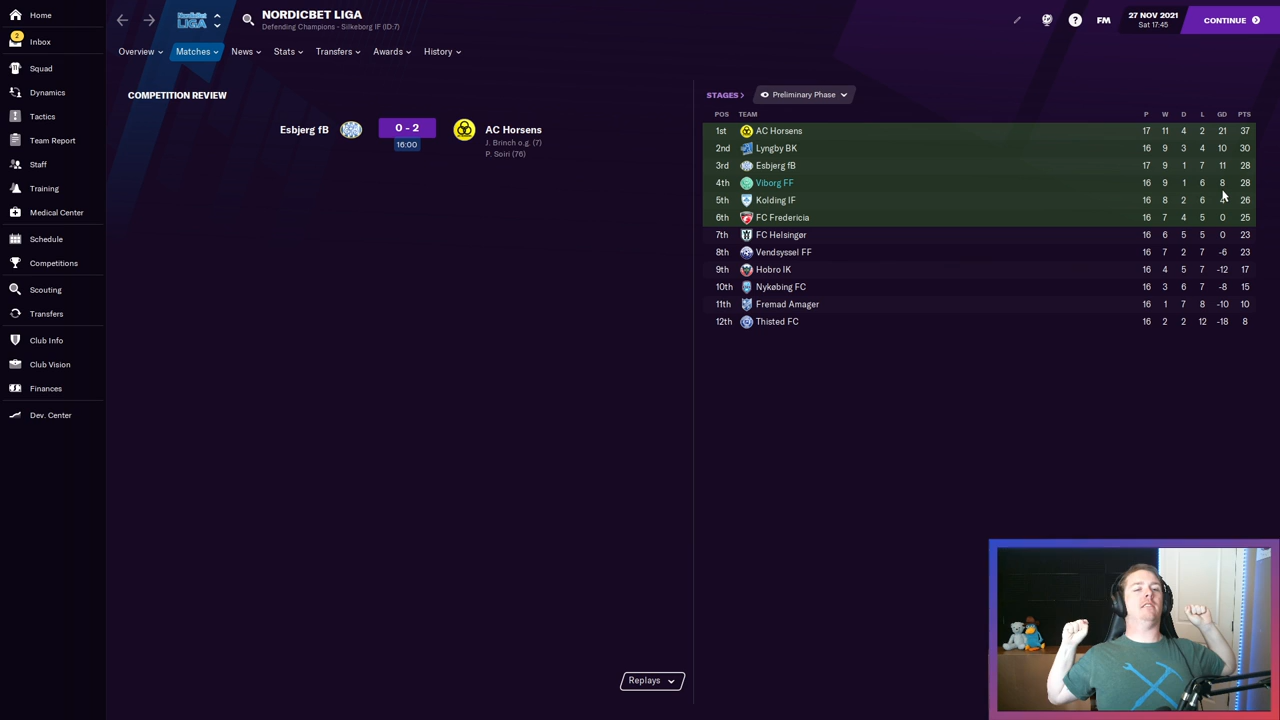 Home
2
Inbox
Squad
Dynamics
Tactics
Team Report
Staff
Training
Medical Center
Schedule
Competitions
Scouting
Transfers
Club Info
Club Vision
Finances
Dev. Center
NordicBet
LIGA
NORDICBET LIGA
Defending Champions - Silkeborg IF (ID:7)
? FM
27 NOV 2021
Sat 17:45
CONTINUE
Overview Matches News Stats Transfers Awards History
COMPETITION REVIEW
Esbjerg fB 0 - 2 AC Horsens
16:00
J. Brinch o.g. (7)
P. Soiri (76)
Replays
STAGES > Preliminary Phase
POS TEAM P W D L GD PTS
1st AC Horsens 17 11 4 2 21 37
2nd Lyngby BK 16 9 3 4 10 30
3rd Esbjerg fB 17 9 1 7 11 28
4th Viborg FF 16 9 1 6 8 28
5th Kolding IF 16 8 2 6 26
6th FC Fredericia 16 7 4 5 0 25
7th FC Helsingør 16 6 5 5 0 23
8th Vendsyssel FF 16 7 2 7 -6 23
9th Hobro IK 16 4 5 7 -12 17
10th Nykøbing FC 16 3 6 7 -8 15
11th Fremad Amager 16 1 7 8 -10 10
12th Thisted FC 16 2 2 12 -18 8